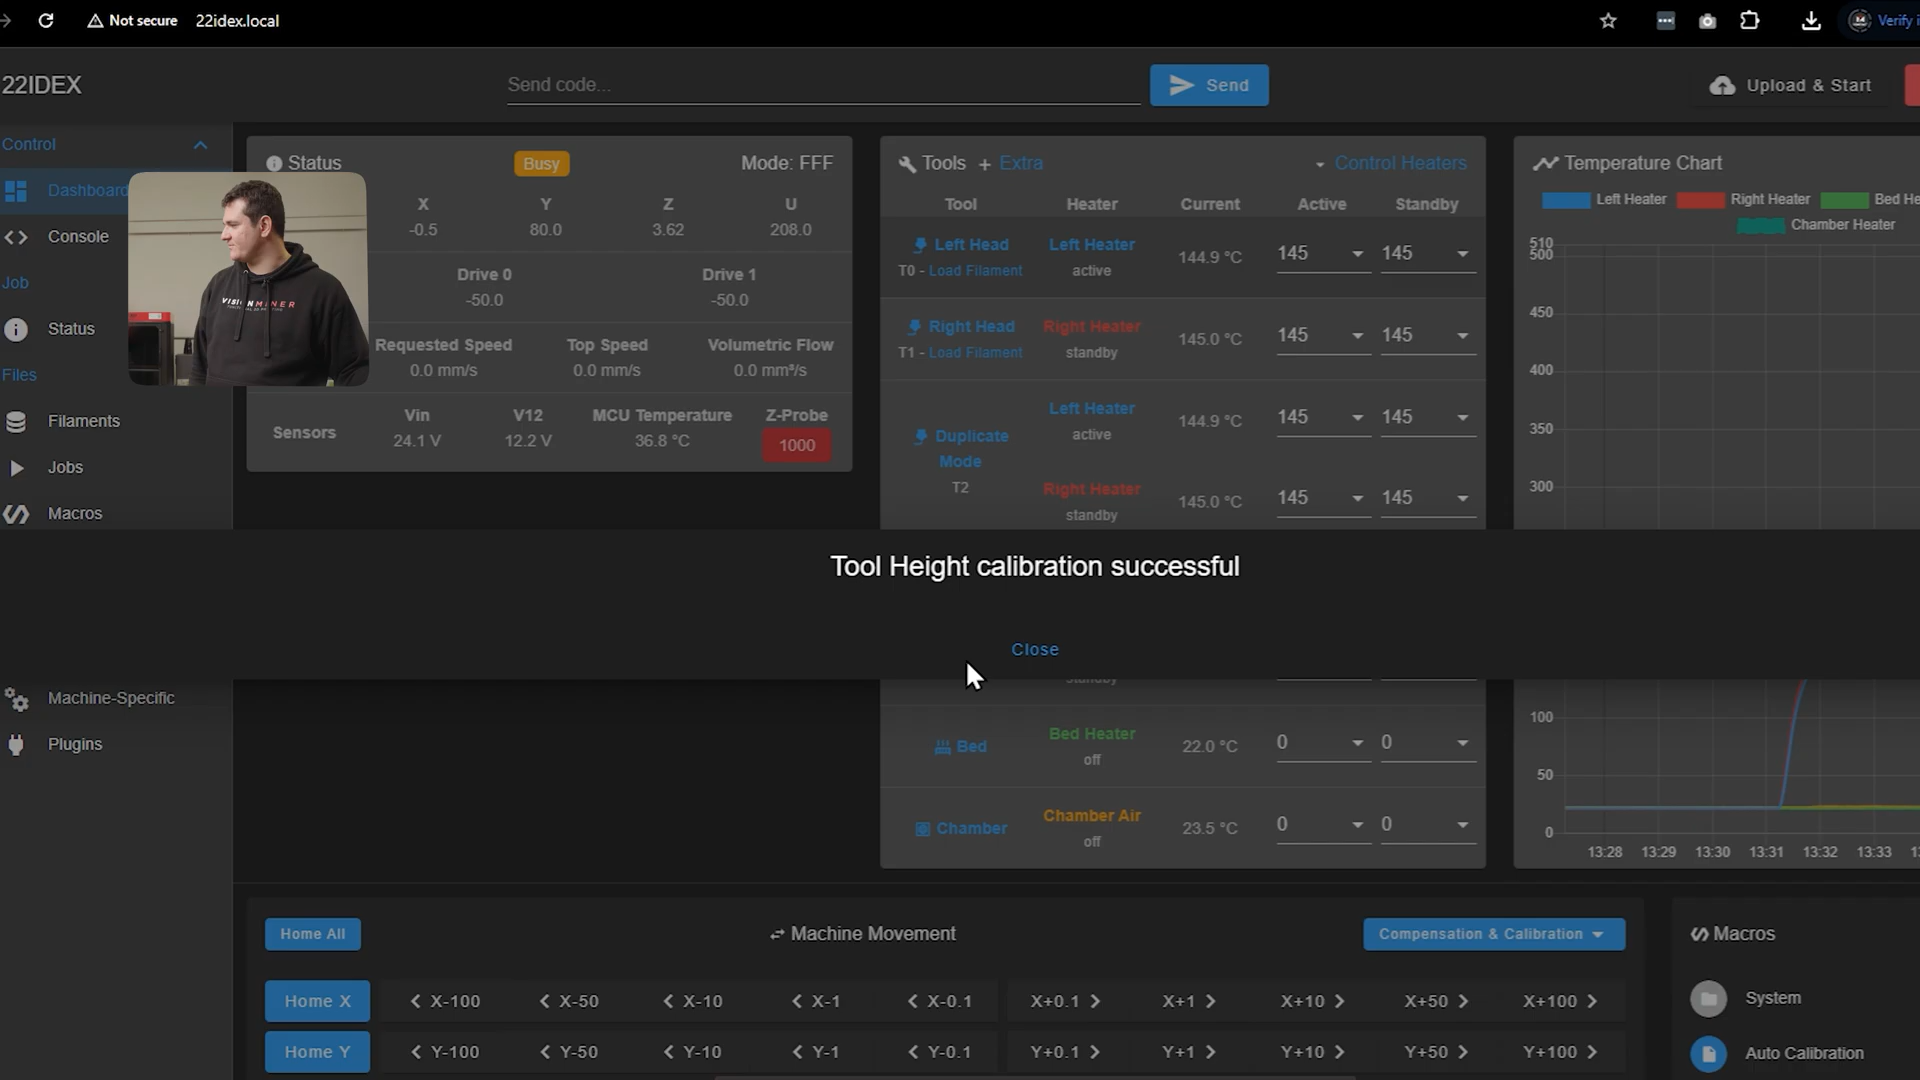 Not secure 22idex.local Verify i
22IDEX
Send code...
Send
Upload & Start
Control
Dashboard
Console
Job
Status
Files
Filaments
Jobs
Macros
Machine-Specific
Plugins
VISION MINER
Status
Busy
Mode: FFF
X Y Z U
-0.5 80.0 3.62 208.0
Drive 0 Drive 1
-50.0 -50.0
Requested Speed Top Speed Volumetric Flow
0.0 mm/s 0.0 mm/s 0.0 mm³/s
Sensors
Vin V12 MCU Temperature Z-Probe
24.1 V 12.2 V 36.8 °C 1000
Tools + Extra
Control Heaters
Tool Heater Current Active Standby
Left Head Left Heater 144.9 °C 145 145
T0 - Load Filament active
Right Head Right Heater 145.0 °C 145 145
T1 - Load Filament standby
Duplicate Mode Left Heater 144.9 °C 145 145
T2 active
Right Heater 145.0 °C 145 145
standby
Tool Height calibration successful
Close
standby
Bed Bed Heater 22.0 °C 0 0
off
Chamber Chamber Air 23.5 °C 0 0
off
Temperature Chart
Left Heater Right Heater Bed He
Chamber Heater
510
500
450
400
350
300
100
50
0
13:28 13:29 13:30 13:31 13:32 13:33
Home All
Machine Movement
Compensation & Calibration
Home X X-100 X-50 X-10 X-1 X-0.1 X+0.1 X+1 X+10 X+50 X+100
Home Y Y-100 Y-50 Y-10 Y-1 Y-0.1 Y+0.1 Y+1 Y+10 Y+50 Y+100
Macros
System
Auto Calibration